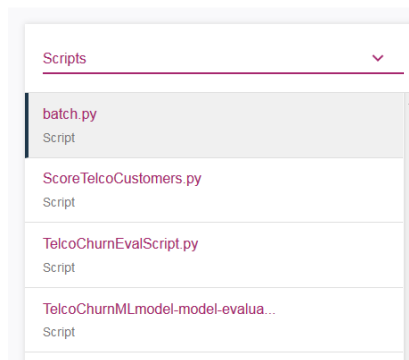 Scripts
batch.py
Script
ScoreTelcoCustomers.py
Script
TelcoChurnEvalScript.py
Script
TelcoChurnMLmodel-model-evalua...
Script